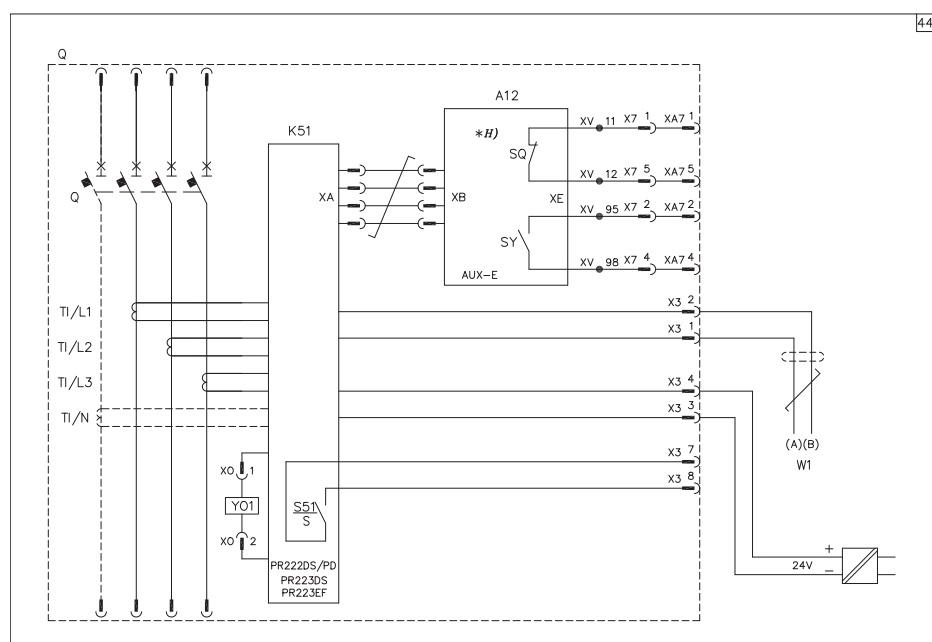 44
Q
A12
K51
*H)
XV 11 X7 1 XA7 1
SQ
XA
XB
XE
XV 12 X7 5 XA7 5
Q
XV 95 X7 2 XA7 2
SY
XV 98 X7 4 XA7 4
AUX-E
TI/L1
X3 2
X3 1
TI/L2
TI/L3
X3 4
TI/N
X3 3
(A)(B)
W1
X3 7
XO 1
X3 8
YO1
S51
S
XO 2
+
24V
−
PR222DS/PD
PR223DS
PR223EF